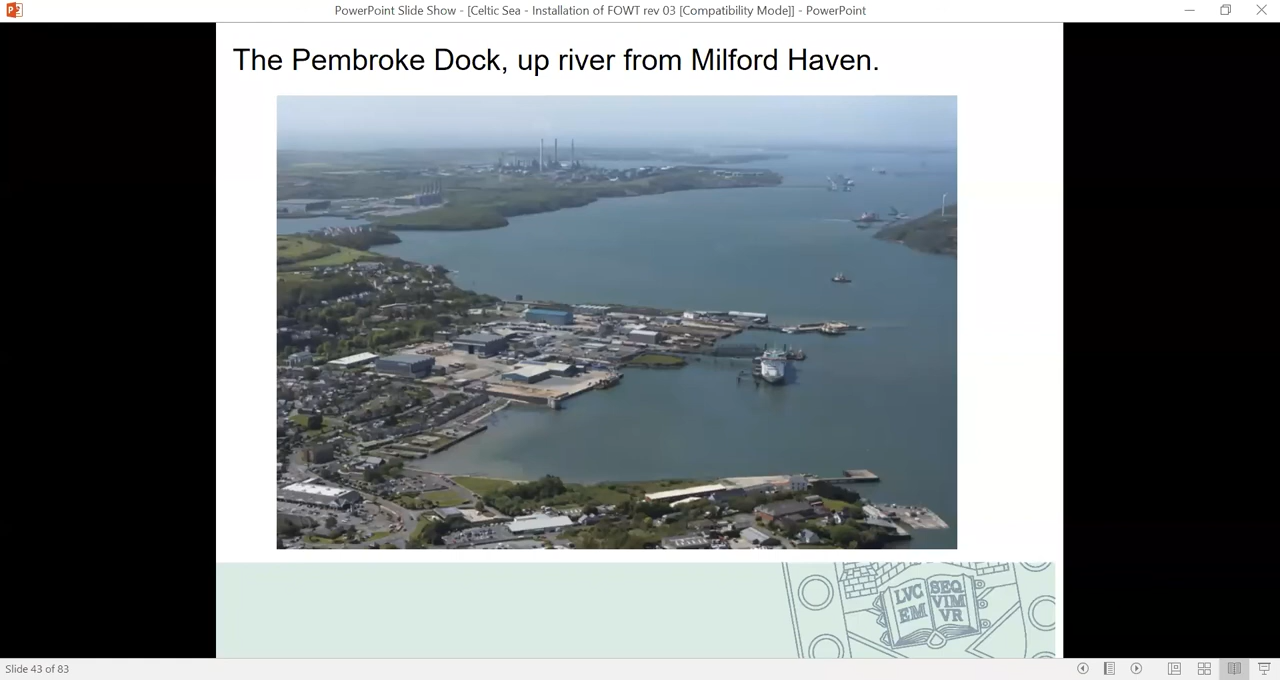 PowerPoint Slide Show - [Celtic Sea - Installation of FOWT rev 03 [Compatibility Mode]] - PowerPoint
The Pembroke Dock, up river from Milford Haven.
LVC
EM
SEQ
VIM
VR
Slide 43 of 83